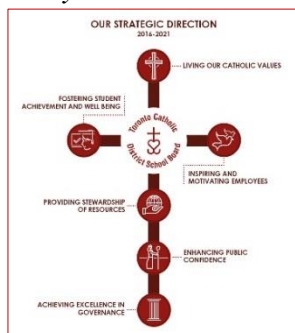 OUR STRATEGIC DIRECTION
2016-2021
LIVING OUR CATHOLIC VALUES
FOSTERING STUDENT
ACHIEVEMENT AND WELL BEING
Toronto Catholic
District School Board
INSPIRING AND
MOTIVATING EMPLOYEES
PROVIDING STEWARDSHIP
OF RESOURCES
ENHANCING PUBLIC
CONFIDENCE
ACHIEVING EXCELLENCE IN
GOVERNANCE